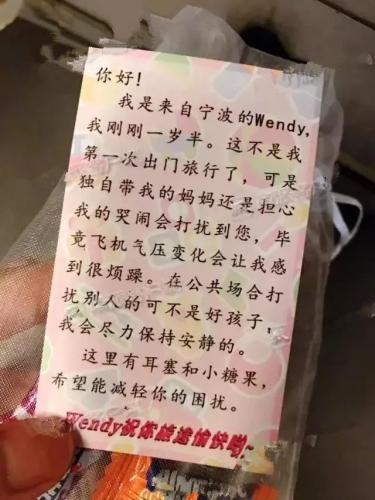 你好!
我是来自宁波的Wendy,
我刚刚一岁半。这不是我
第一次出门旅行了,可是
独自带我的妈妈还是担心
我的哭闹会打扰到您,毕
竟飞机气压变化会让我感
到很烦躁。在公共场合打
扰别人的可不是好孩子,
我会尽力保持安静的。
这里有耳塞和小糖果,
希望能减轻你的困扰。
Wendy祝你旅途愉快哟~